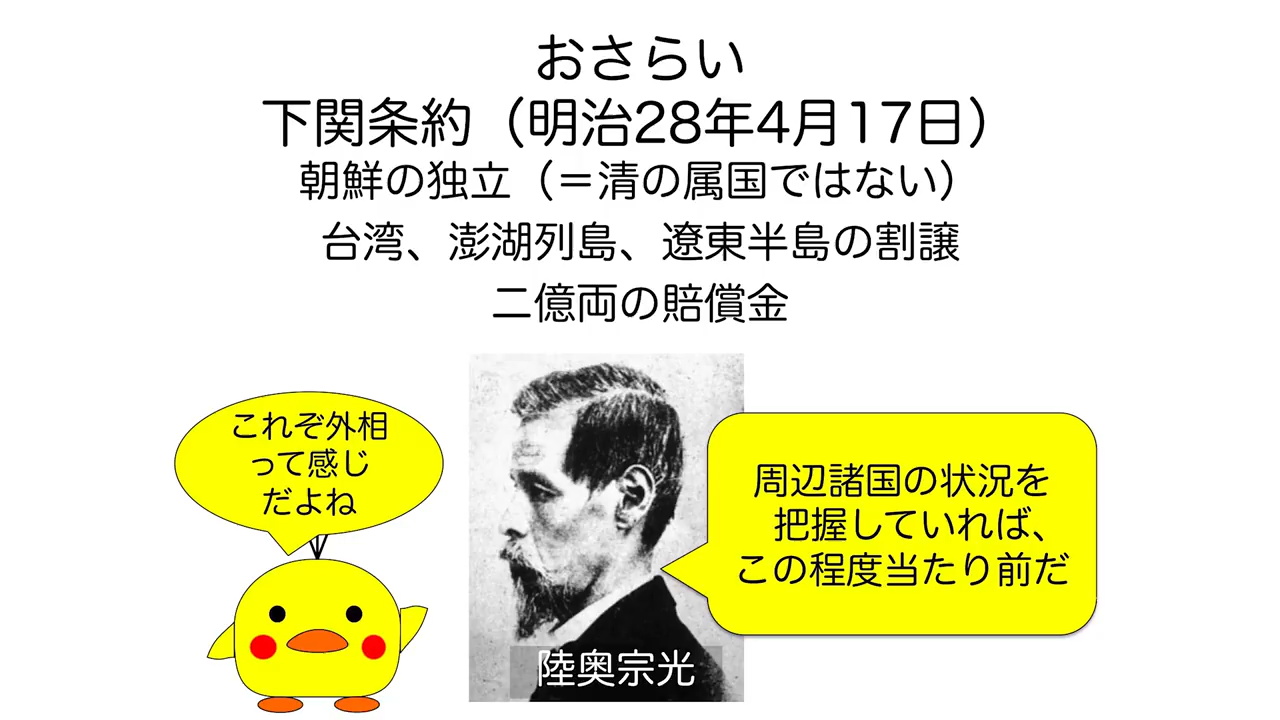 おさらい
下関条約（明治28年4月17日）
朝鮮の独立（＝清の属国ではない）
台湾、澎湖列島、遼東半島の割譲
二億両の賠償金
これぞ外相
って感じ
だよね
周辺諸国の状況を
把握していれば、
この程度当たり前だ
陸奥宗光